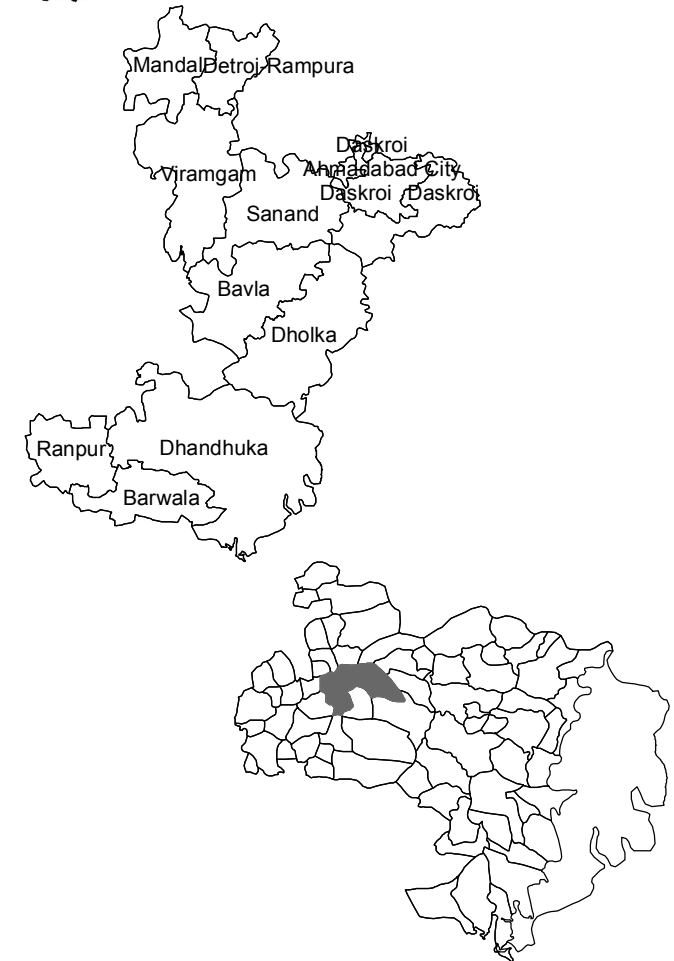 Mandal Detroj-Rampura
Daskroi
Viramgam Ahmadabad City
Daskroi Daskroi
Sanand
Bavla
Dholka
Ranpur Dhandhuka
Barwala